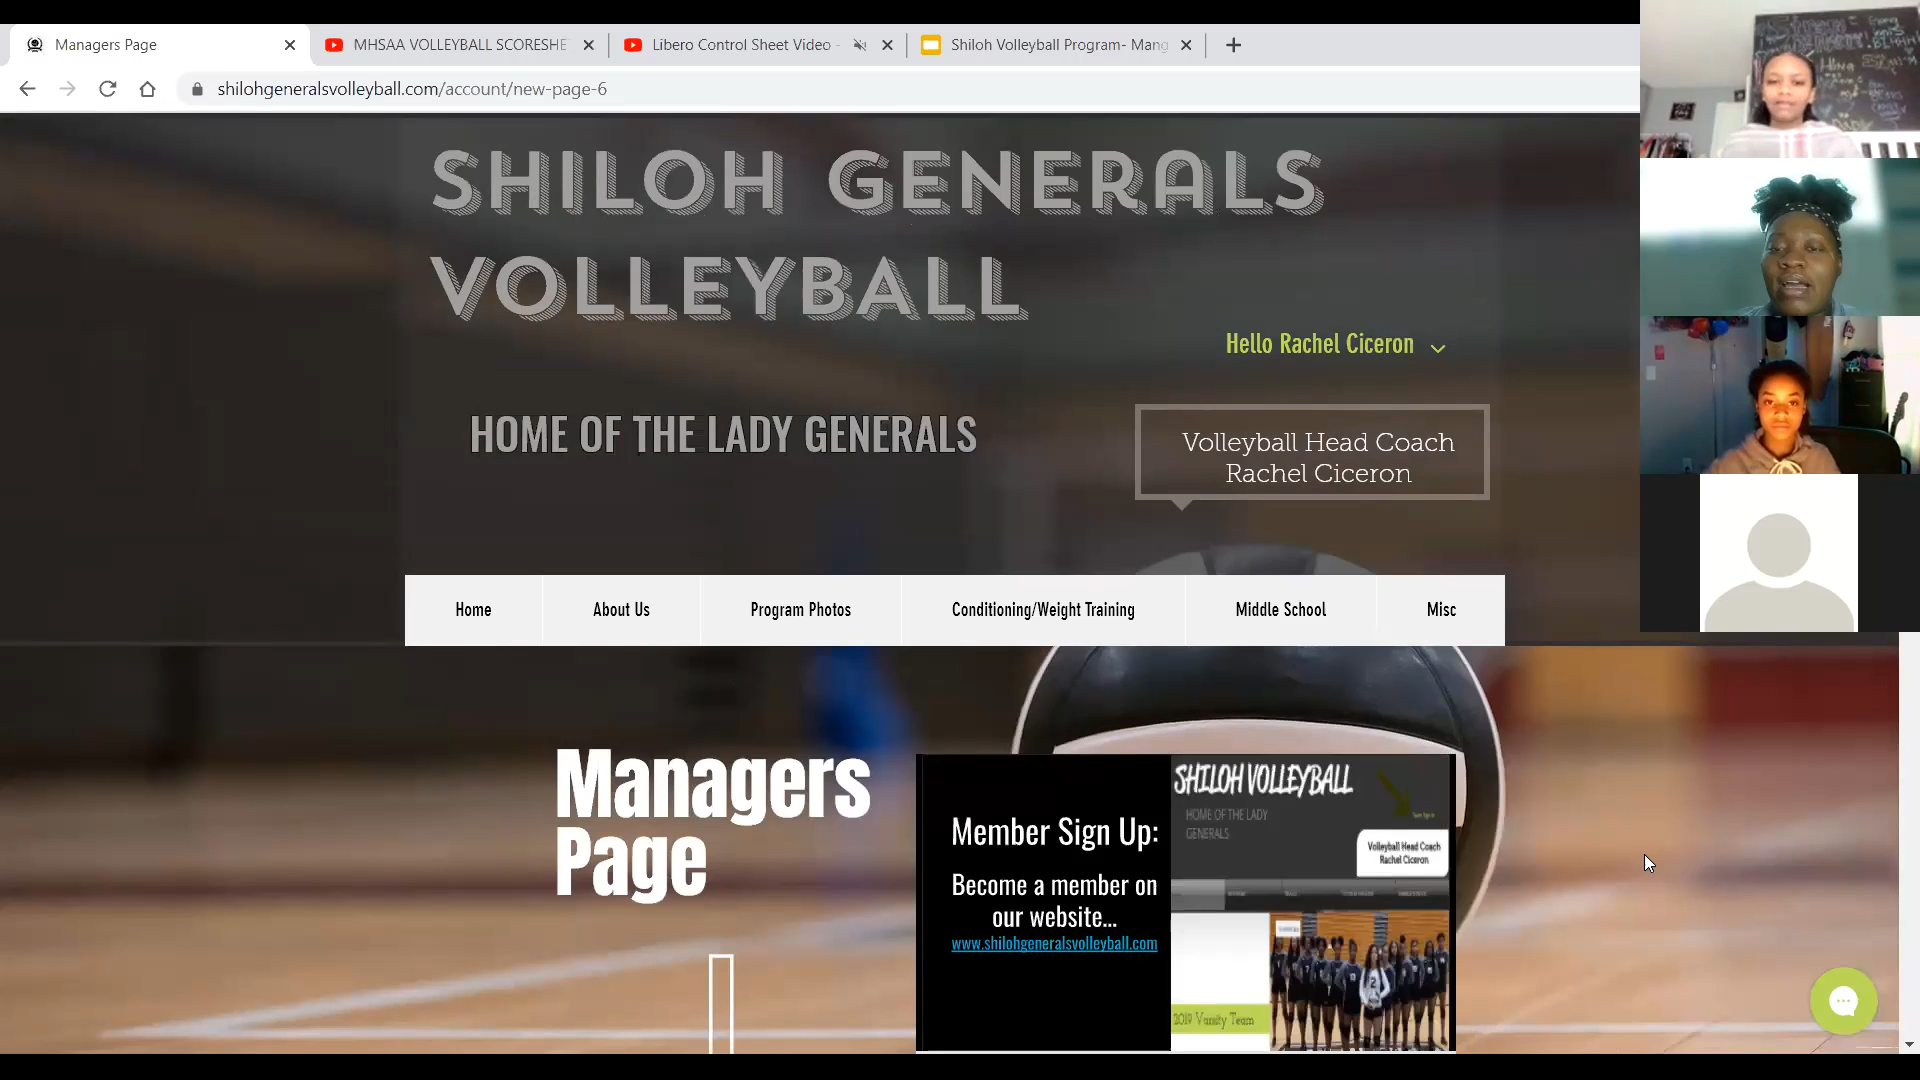 Managers Page
MHSAA VOLLEYBALL SCORESHE
Libero Control Sheet Video -
Shiloh Volleyball Program- Mang
shilohgeneralsvolleyball.com/account/new-page-6
SHILOH GENERALS
VOLLEYBALL
Hello Rachel Ciceron
HOME OF THE LADY GENERALS
Volleyball Head Coach
Rachel Ciceron
Home
About Us
Program Photos
Conditioning/Weight Training
Middle School
Misc
Managers
Page
Member Sign Up:
Become a member on
our website...
www.shilohgeneralsvolleyball.com
SHILOH VOLLEYBALL
HOME OF THE LADY
GENERALS
Volleyball Head Coach
Rachel Ciceron
2019 Varsity Team